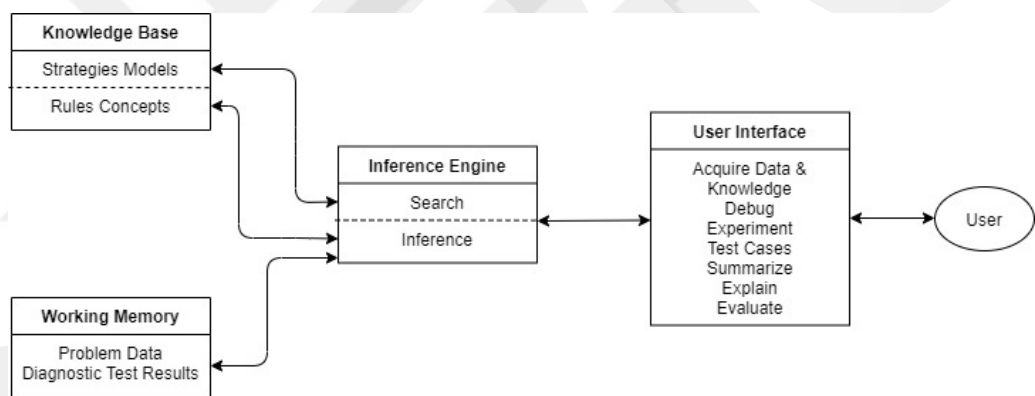 Knowledge Base
Strategies Models
Rules Concepts
Inference Engine
Search
Inference
Working Memory
Problem Data
Diagnostic Test Results
User Interface
Acquire Data &
Knowledge
Debug
Experiment
Test Cases
Summarize
Explain
Evaluate
User